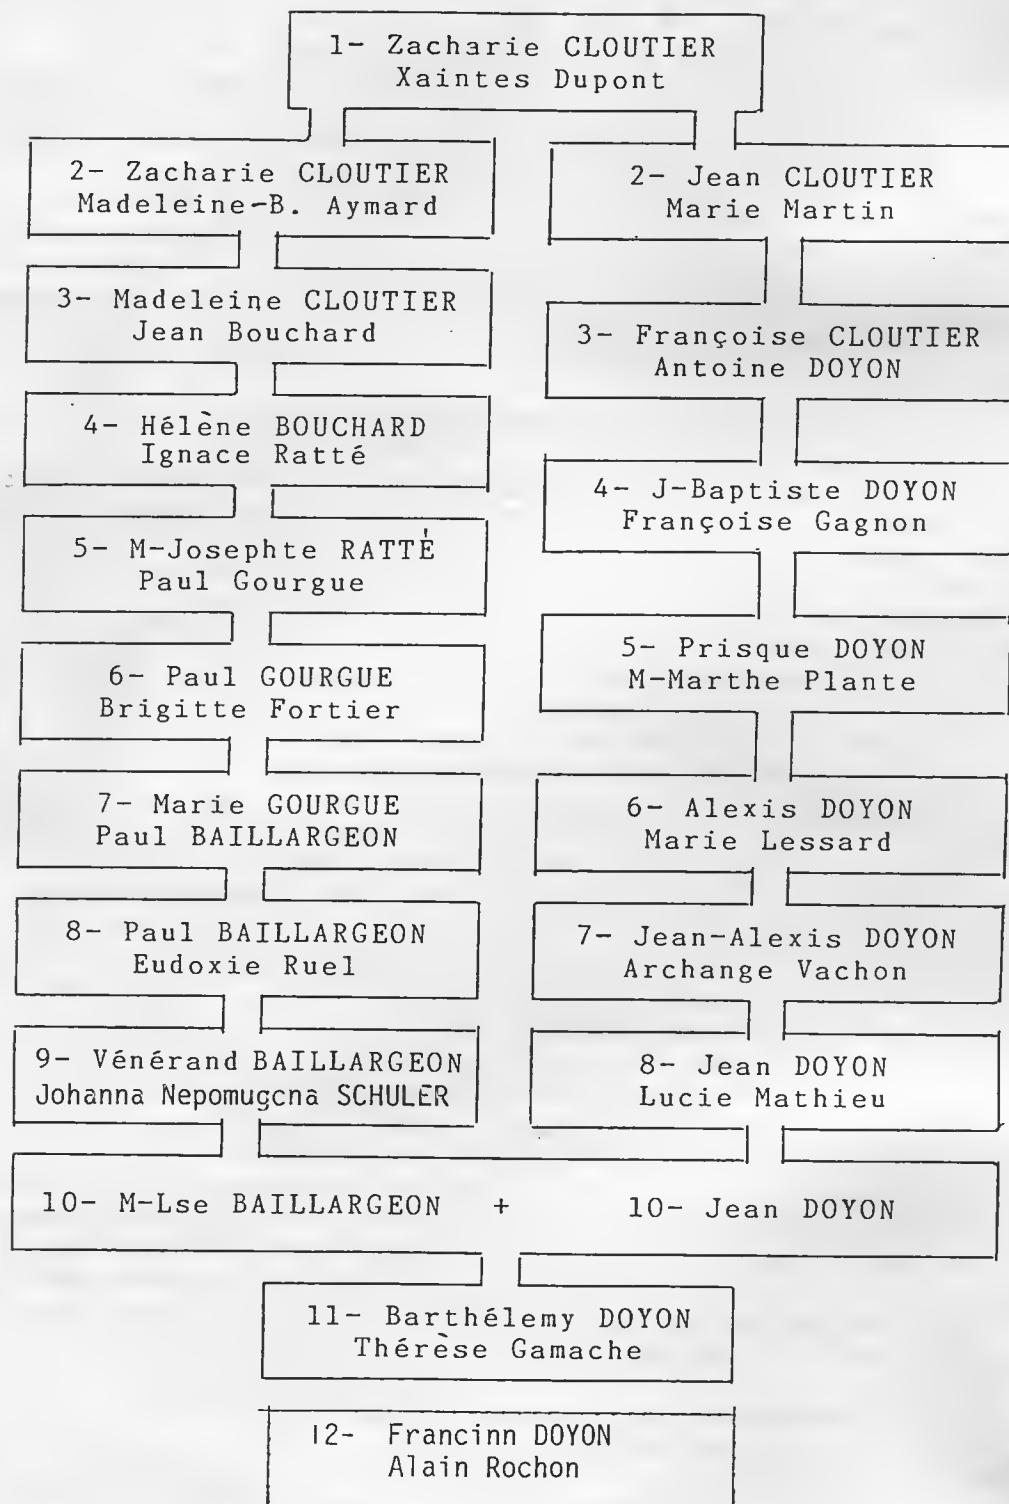 1- Zacharie CLOUTIER
Xaintes Dupont
2- Zacharie CLOUTIER
Madeleine-B. Aymard
3- Madeleine CLOUTIER
Jean Bouchard
4- Hélène BOUCHARD
Ignace Ratté
5- M-Josephte RATTÉ
Paul Gourgue
6- Paul GOURGUE
Brigitte Fortier
7- Marie GOURGUE
Paul BAILLARGEON
8- Paul BAILLARGEON
Eudoxie Ruel
9- Vénérand BAILLARGEON
Johanna Nepomugcna SCHULER
2- Jean CLOUTIER
Marie Martin
3- Françoise CLOUTIER
Antoine DOYON
4- J-Baptiste DOYON
Françoise Gagnon
5- Prisque DOYON
M-Marthe Plante
6- Alexis DOYON
Marie Lessard
7- Jean-Alexis DOYON
Archange Vachon
8- Jean DOYON
Lucie Mathieu
10- M-Lse BAILLARGEON + 10- Jean DOYON
11- Barthélemy DOYON
Thérèse Gamache
12- Francinn DOYON
Alain Rochon